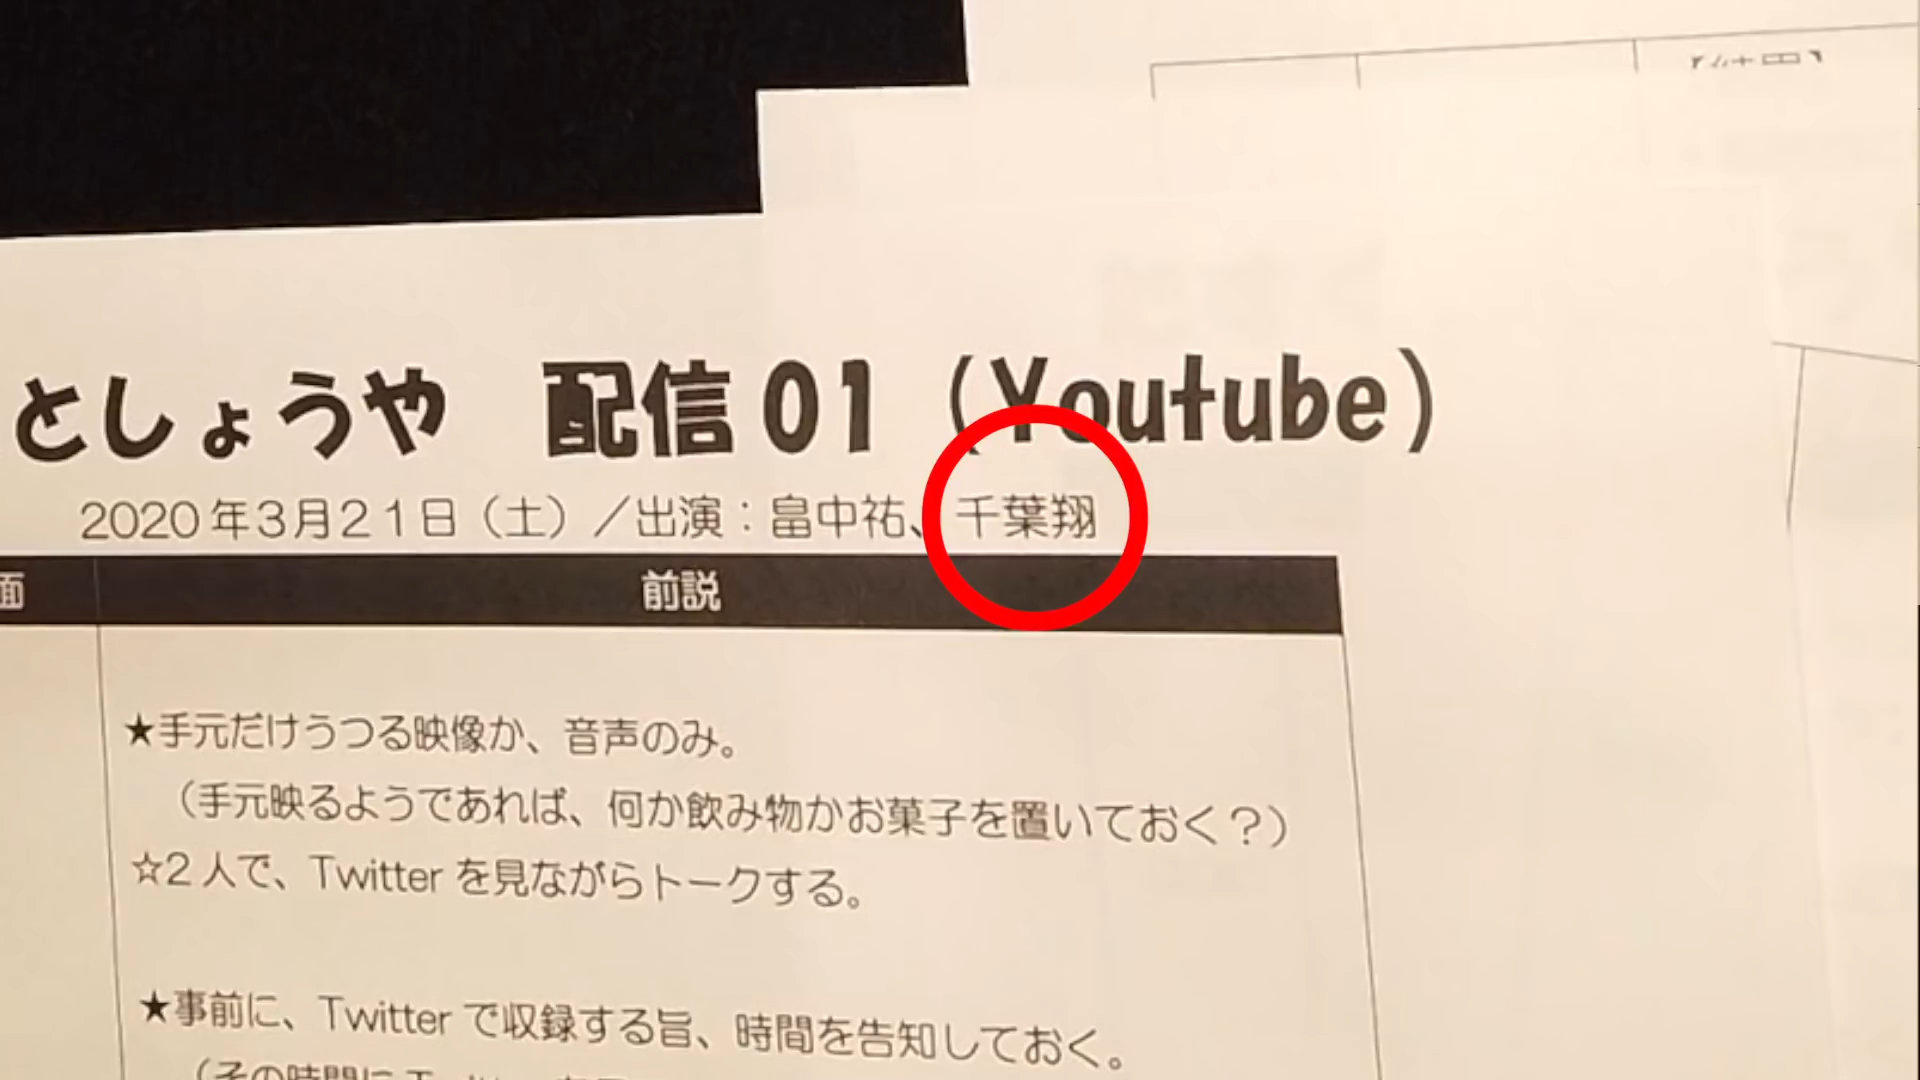 としょうや 配信01（Youtube）
2020年3月21日（土）／出演：畠中祐、千葉翔
面 前説
★手元だけうつる映像か、音声のみ。
（手元映るようであれば、何か飲み物かお菓子を置いておく？）
☆2人で、Twitterを見ながらトークする。
★事前に、Twitterで収録する旨、時間を告知しておく。